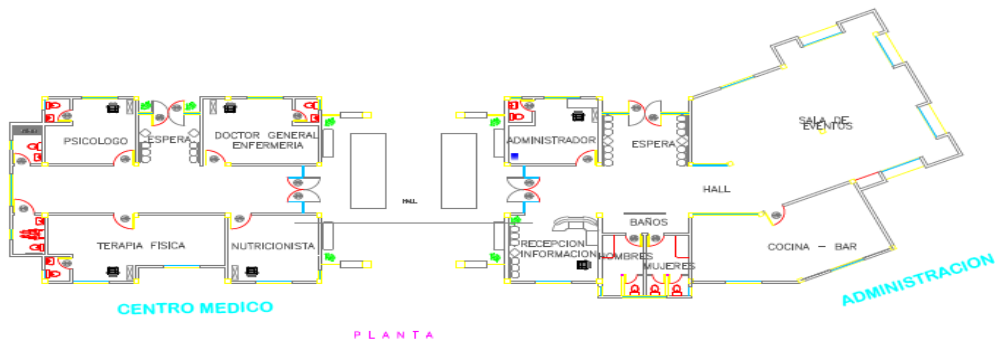 SALA DE
EVENTOS
PSICOLOGO
ESPERA
DOCTOR GENERAL
ENFERMERIA
ADMINISTRADOR
ESPERA
HALL
HALL
BAÑOS
TERAPIA FISICA
NUTRICIONISTA
RECEPCION
INFORMACION
HOMBRES
MUJERES
COCINA - BAR
CENTRO MEDICO
ADMINISTRACION
PLANTA